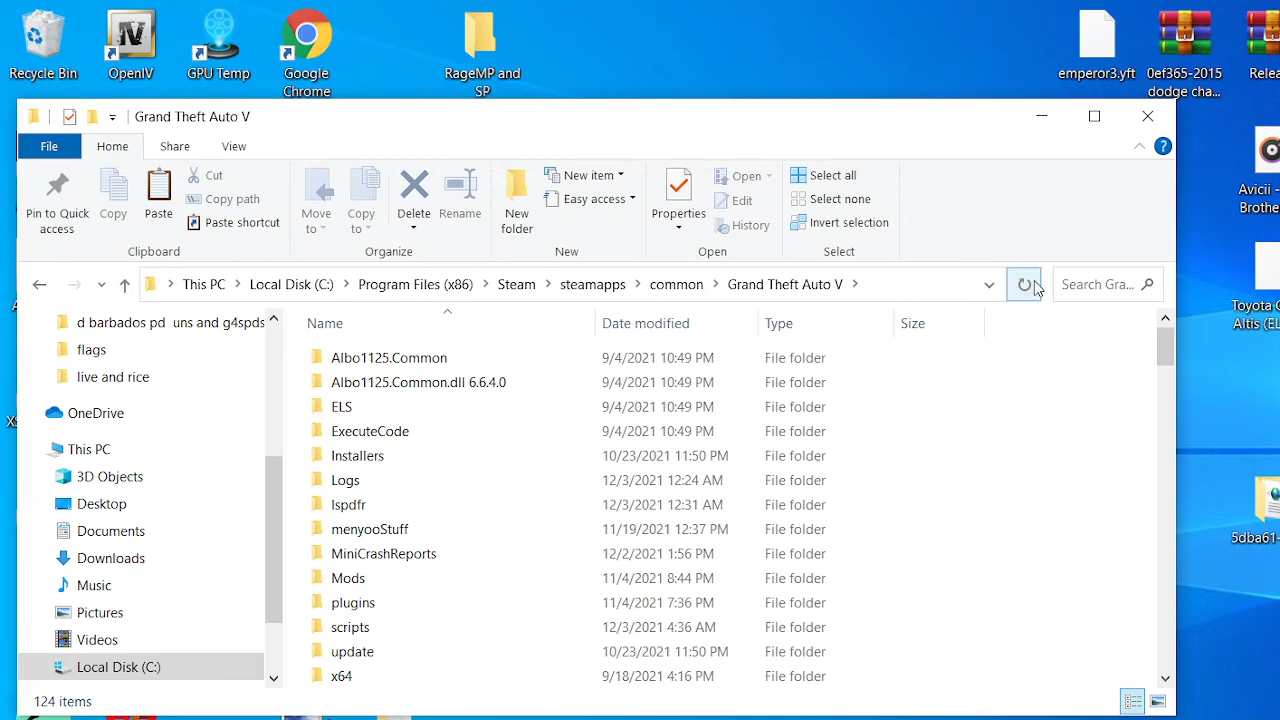 Recycle Bin
OpenIV
GPU Temp
Google
Chrome
RageMP and
SP
emperor3.yft
0ef365-2015
dodge cha...
Grand Theft Auto V
File
Home
Share
View
Pin to Quick
access
Copy
Paste
Cut
Copy path
Paste shortcut
Clipboard
Move
to
Copy
to
Delete
Rename
Organize
New
folder
New item
Easy access
New
Properties
Open
Edit
History
Open
Select all
Select none
Invert selection
Select
This PC
Local Disk (C:)
Program Files (x86)
Steam
steamapps
common
Grand Theft Auto V
Search Gra...
d barbados pd uns and g4spds
flags
live and rice
OneDrive
This PC
3D Objects
Desktop
Documents
Downloads
Music
Pictures
Videos
Local Disk (C:)
Name Date modified Type Size
Albo1125.Common 9/4/2021 10:49 PM File folder
Albo1125.Common.dll 6.6.4.0 9/4/2021 10:49 PM File folder
ELS 9/4/2021 10:49 PM File folder
ExecuteCode 9/4/2021 10:49 PM File folder
Installers 10/23/2021 11:50 PM File folder
Logs 12/3/2021 12:24 AM File folder
lspdfr 12/3/2021 12:31 AM File folder
menyooStuff 11/19/2021 12:37 PM File folder
MiniCrashReports 12/2/2021 1:56 PM File folder
Mods 11/4/2021 8:44 PM File folder
plugins 11/4/2021 7:36 PM File folder
scripts 12/3/2021 4:36 AM File folder
update 10/23/2021 11:50 PM File folder
x64 9/18/2021 4:16 PM File folder
124 items
Avicii -
Brothe
Toyota C
Altis (EL
5dba61-